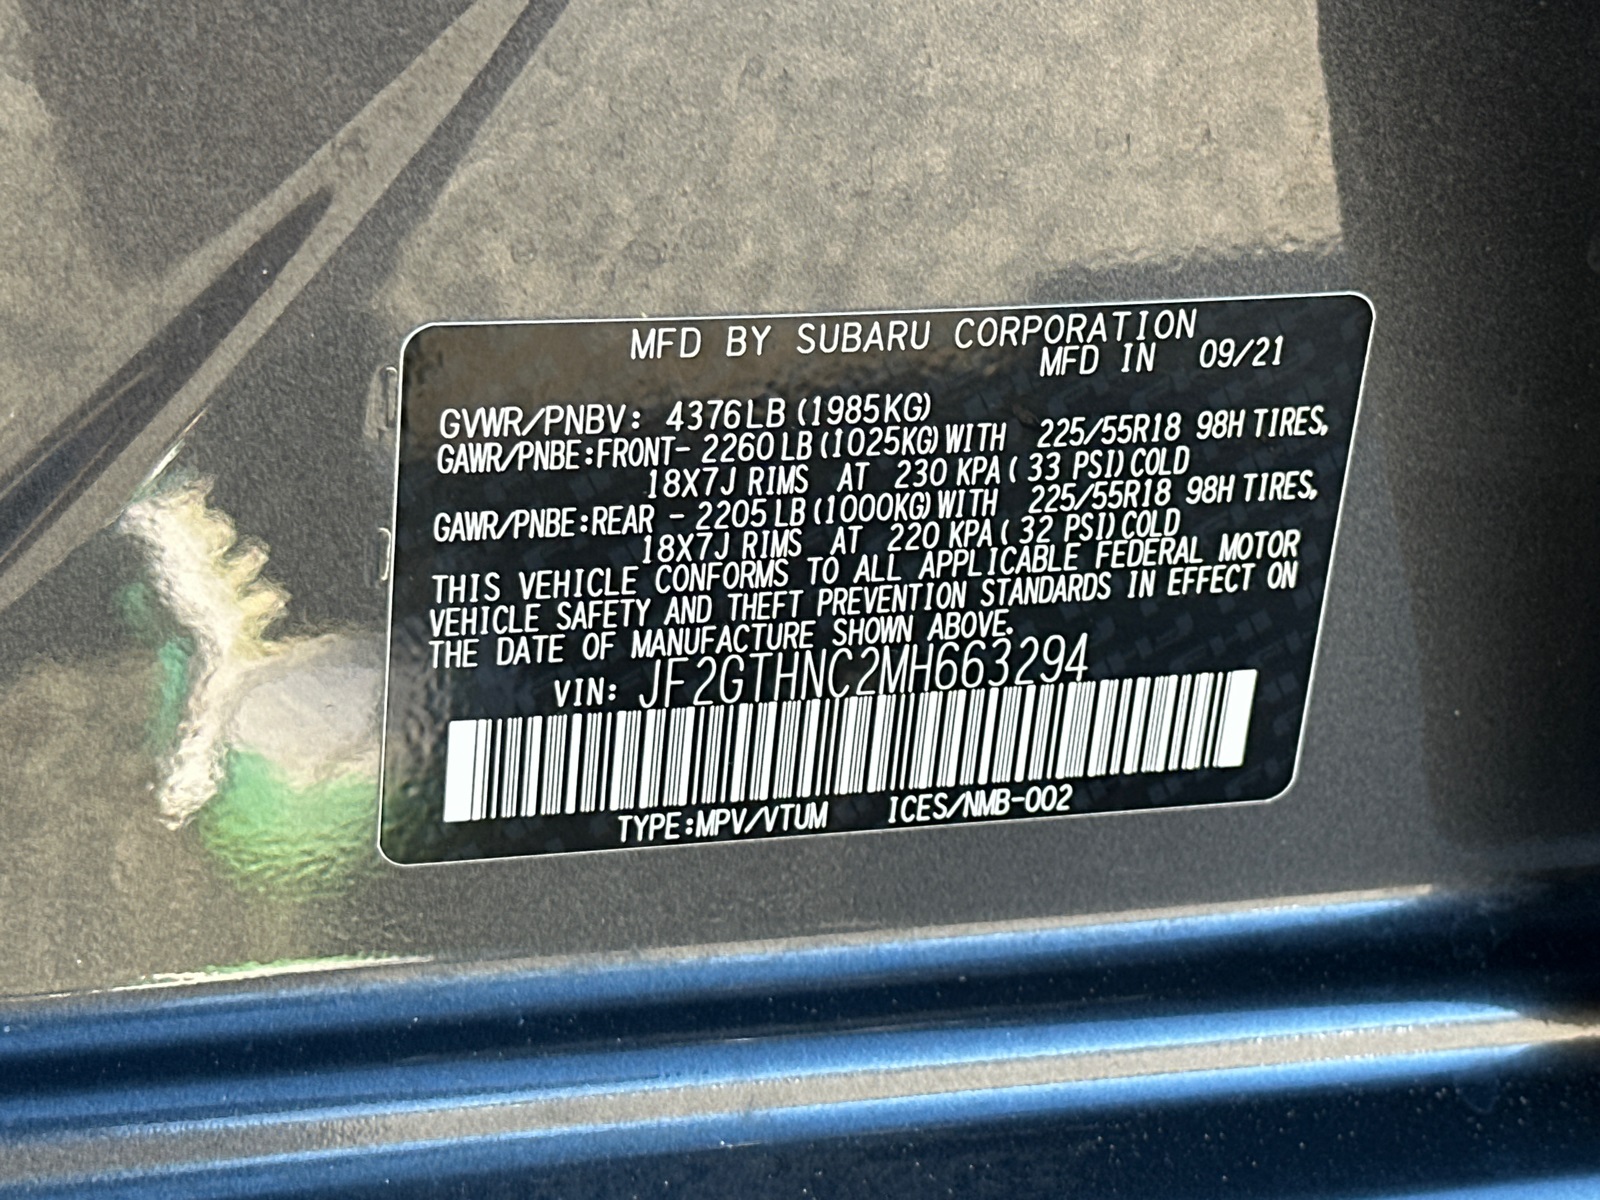 MFD BY SUBARU CORPORATION
MFD IN 09/21
GVWR/PNBV: 4376LB (1985KG)
GAWR/PNBE:FRONT- 2260 LB (1025KG) WITH 225/55R18 98H TIRES,
18X7J RIMS AT 230 KPA ( 33 PSI) COLD
GAWR/PNBE:REAR - 2205 LB (1000KG) WITH 225/55R18 98H TIRES,
18X7J RIMS AT 220 KPA ( 32 PSI) COLD
THIS VEHICLE CONFORMS TO ALL APPLICABLE FEDERAL MOTOR
VEHICLE SAFETY AND THEFT PREVENTION STANDARDS IN EFFECT ON
THE DATE OF MANUFACTURE SHOWN ABOVE.
VIN: JF2GTHNC2MH663294
TYPE:MPV/VTUM ICES/NMB-002